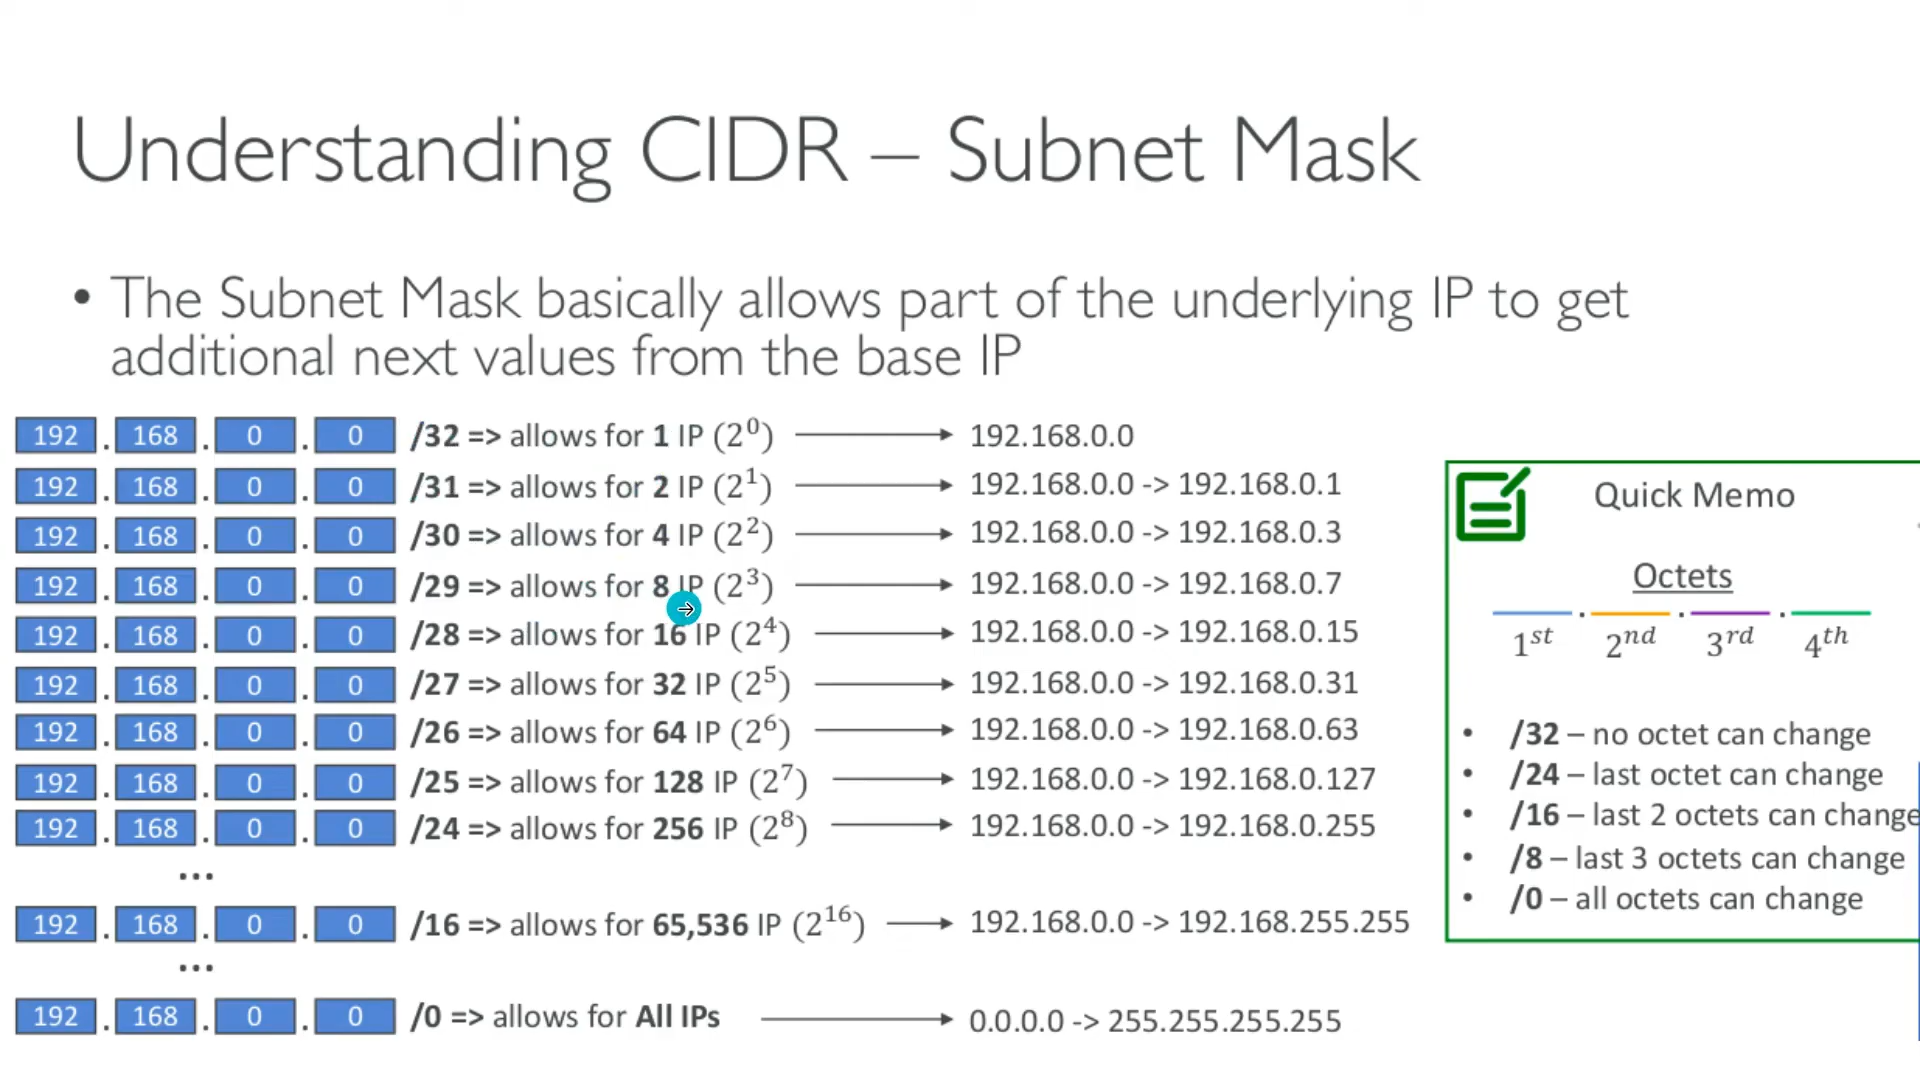 Understanding CIDR – Subnet Mask
• The Subnet Mask basically allows part of the underlying IP to get
additional next values from the base IP
192 . 168 . 0 . 0 /32 => allows for 1 IP (2⁰) → 192.168.0.0
192 . 168 . 0 . 0 /31 => allows for 2 IP (2¹) → 192.168.0.0 -> 192.168.0.1
192 . 168 . 0 . 0 /30 => allows for 4 IP (2²) → 192.168.0.0 -> 192.168.0.3
192 . 168 . 0 . 0 /29 => allows for 8 IP (2³) → 192.168.0.0 -> 192.168.0.7
192 . 168 . 0 . 0 /28 => allows for 16 IP (2⁴) → 192.168.0.0 -> 192.168.0.15
192 . 168 . 0 . 0 /27 => allows for 32 IP (2⁵) → 192.168.0.0 -> 192.168.0.31
192 . 168 . 0 . 0 /26 => allows for 64 IP (2⁶) → 192.168.0.0 -> 192.168.0.63
192 . 168 . 0 . 0 /25 => allows for 128 IP (2⁷) → 192.168.0.0 -> 192.168.0.127
192 . 168 . 0 . 0 /24 => allows for 256 IP (2⁸) → 192.168.0.0 -> 192.168.0.255
...
192 . 168 . 0 . 0 /16 => allows for 65,536 IP (2¹⁶) → 192.168.0.0 -> 192.168.255.255
...
192 . 168 . 0 . 0 /0 => allows for All IPs → 0.0.0.0 -> 255.255.255.255
Quick Memo
Octets
1st . 2nd . 3rd . 4th
• /32 – no octet can change
• /24 – last octet can change
• /16 – last 2 octets can change
• /8 – last 3 octets can change
• /0 – all octets can change